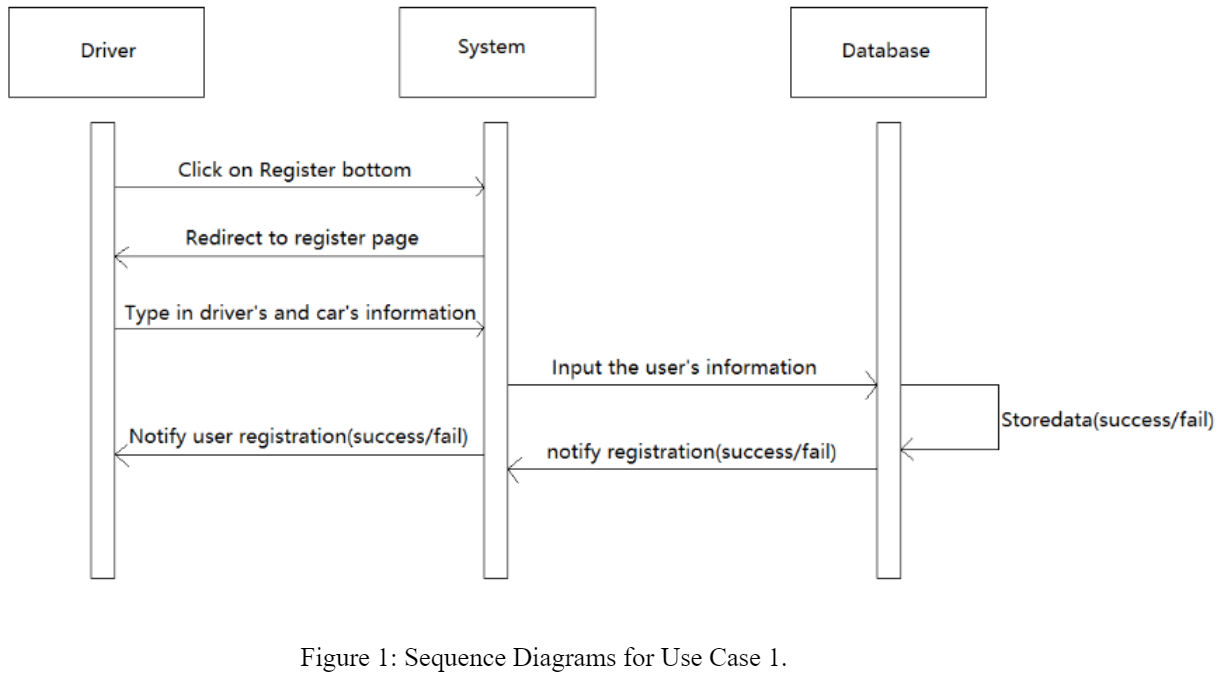 Driver
System
Database
Click on Register bottom
Redirect to register page
Type in driver's and car's information
Input the user's information
Storedata(success/fail)
Notify user registration(success/fail)
notify registration(success/fail)
Figure 1: Sequence Diagrams for Use Case 1.